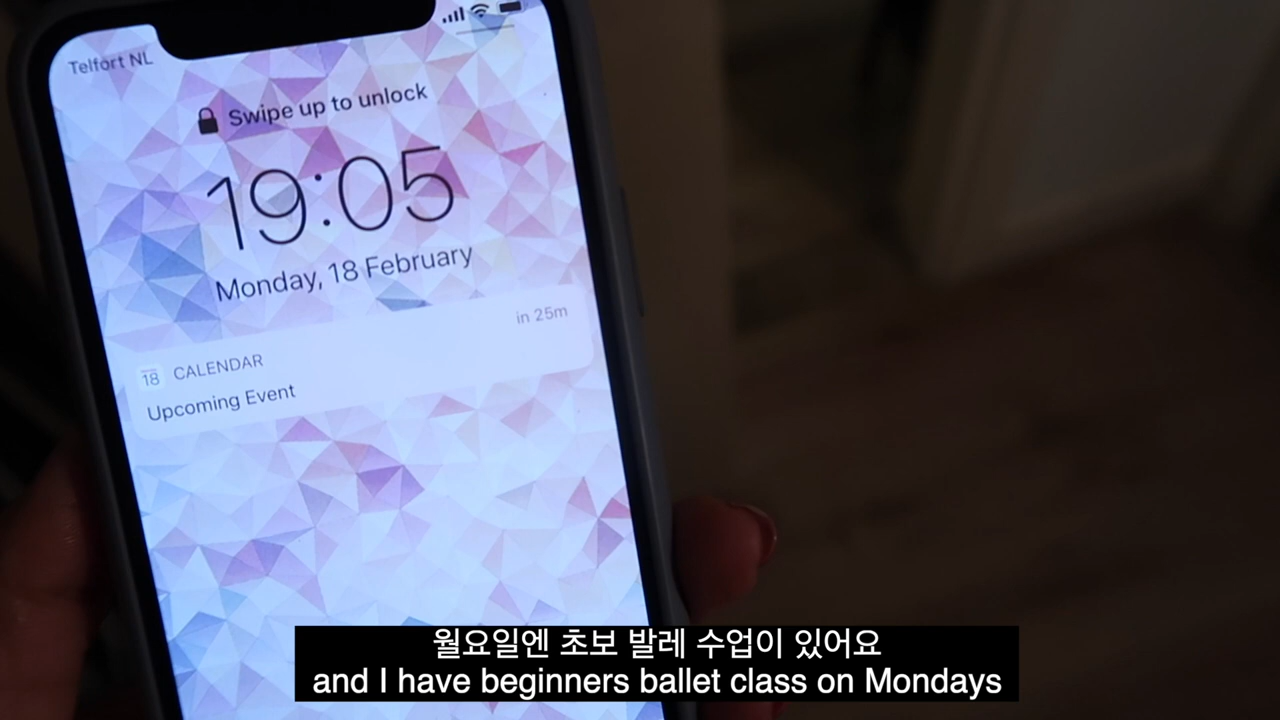 Telfort NL
Swipe up to unlock
19:05
Monday, 18 February
in 25m
18 CALENDAR
Upcoming Event
월요일엔 초보 발레 수업이 있어요
and I have beginners ballet class on Mondays